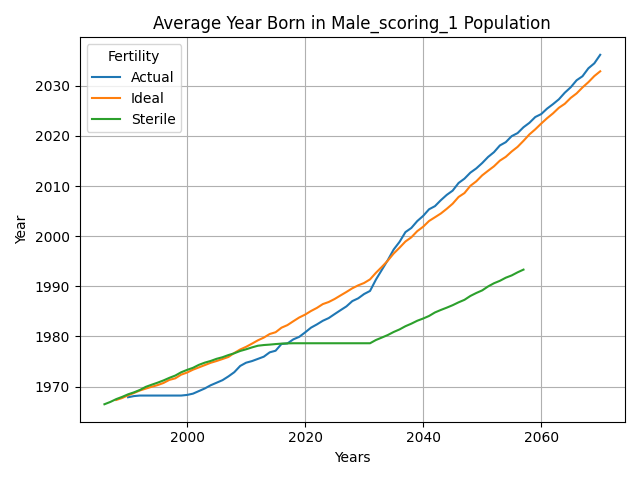 Average Year Born in Male_scoring_1 Population
Fertility
Actual
Ideal
Sterile
Year
2030
2020
2010
2000
1990
1980
1970
2000
2020
2040
2060
Years